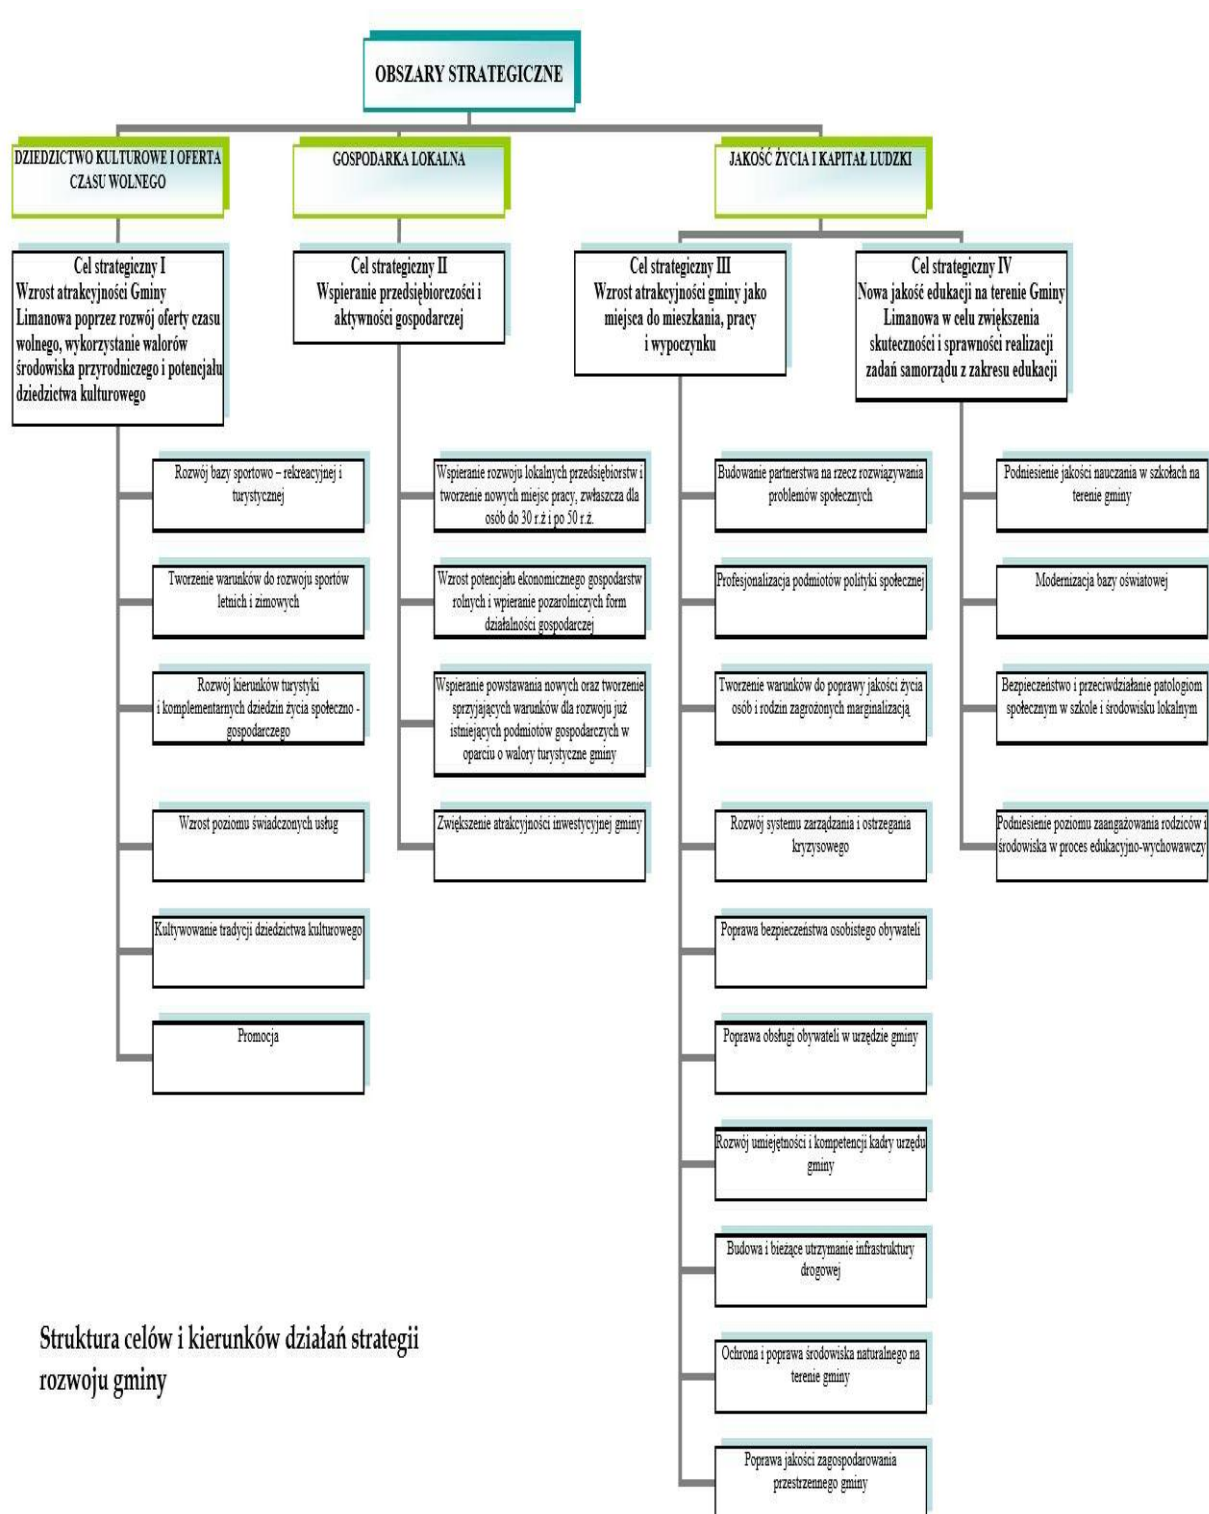 OBSZARY STRATEGICZNE
DZIEDZICTWO KULTUROWE I OFERTA
CZASU WOLNEGO
GOSPODARKA LOKALNA
JAKOŚĆ ŻYCIA I KAPITAŁ LUDZKI
Cel strategiczny I
Wzrost atrakcyjności Gminy
Limanowa poprzez rozwój oferty czasu
wolnego, wykorzystanie walorów
środowiska przyrodniczego i potencjału
dziedzictwa kulturowego
Cel strategiczny II
Wspieranie przedsiębiorczości i
aktywności gospodarczej
Cel strategiczny III
Wzrost atrakcyjności gminy jako
miejsca do mieszkania, pracy
i wypoczynku
Cel strategiczny IV
Nowa jakość edukacji na terenie Gminy
Limanowa w celu zwiększenia
skuteczności i sprawności realizacji
zadań samorządu z zakresu edukacji
Rozwój bazy sportowo – rekreacyjnej i
turystycznej
Tworzenie warunków do rozwoju sportów
letnich i zimowych
Rozwój kierunków turystyki
i komplementarnych dziedzin życia społeczno -
gospodarczego
Wzrost poziomu świadczonych usług
Kultywowanie tradycji dziedzictwa kulturowego
Promocja
Wspieranie rozwoju lokalnych przedsiębiorstw i
tworzenie nowych miejsc pracy, zwłaszcza dla
osób do 30 r.ż i po 50 r.ż.
Wzrost potencjału ekonomicznego gospodarstw
rolnych i wpieranie pozarolniczych form
działalności gospodarczej
Wspieranie powstawania nowych oraz tworzenie
sprzyjających warunków dla rozwoju już
istniejących podmiotów gospodarczych w
oparciu o walory turystyczne gminy
Zwiększenie atrakcyjności inwestycyjnej gminy
Budowanie partnerstwa na rzecz rozwiązywania
problemów społecznych
Profesjonalizacja podmiotów polityki społecznej
Tworzenie warunków do poprawy jakości życia
osób i rodzin zagrożonych marginalizacją
Rozwój systemu zarządzania i ostrzegania
kryzysowego
Poprawa bezpieczeństwa osobistego obywateli
Poprawa obsługi obywateli w urzędzie gminy
Rozwój umiejętności i kompetencji kadry urzędu
gminy
Budowa i bieżące utrzymanie infrastruktury
drogowej
Ochrona i poprawa środowiska naturalnego na
terenie gminy
Poprawa jakości zagospodarowania
przestrzennego gminy
Podniesienie jakości nauczania w szkołach na
terenie gminy
Modernizacja bazy oświatowej
Bezpieczeństwo i przeciwdziałanie patologiom
społecznym w szkole i środowisku lokalnym
Podniesienie poziomu zaangażowania rodziców i
środowiska w proces edukacyjno-wychowawczy
Struktura celów i kierunków działań strategii
rozwoju gminy